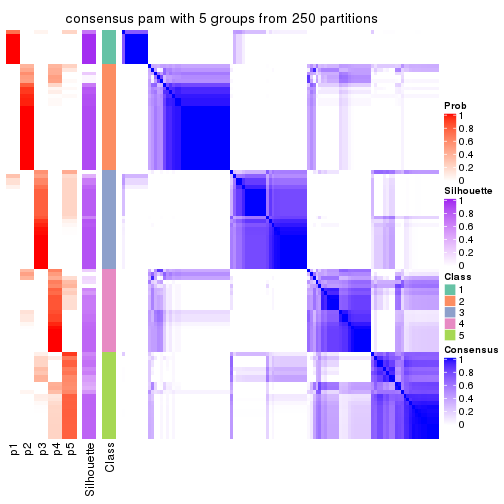 consensus pam with 5 groups from 250 partitions
Prob
1
0.8
0.6
0.4
0.2
0
Silhouette
1
0.8
0.6
0.4
0.2
0
Class
1
2
3
4
5
Consensus
1
0.8
0.6
0.4
0.2
0
p1
p2
p3
p4
p5
Silhouette
Class